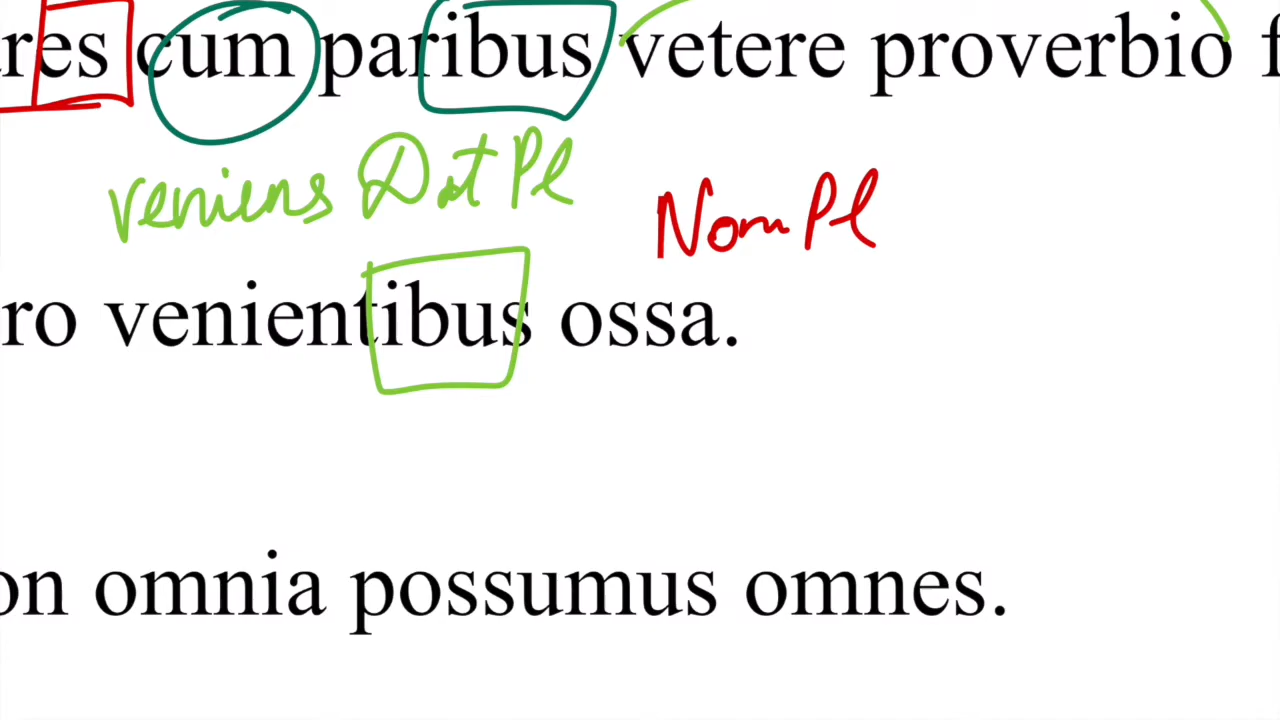 res cum paribus vetere proverbio f
veniens Dat Pl Nom Pl
ro venientibus ossa.
on omnia possumus omnes.